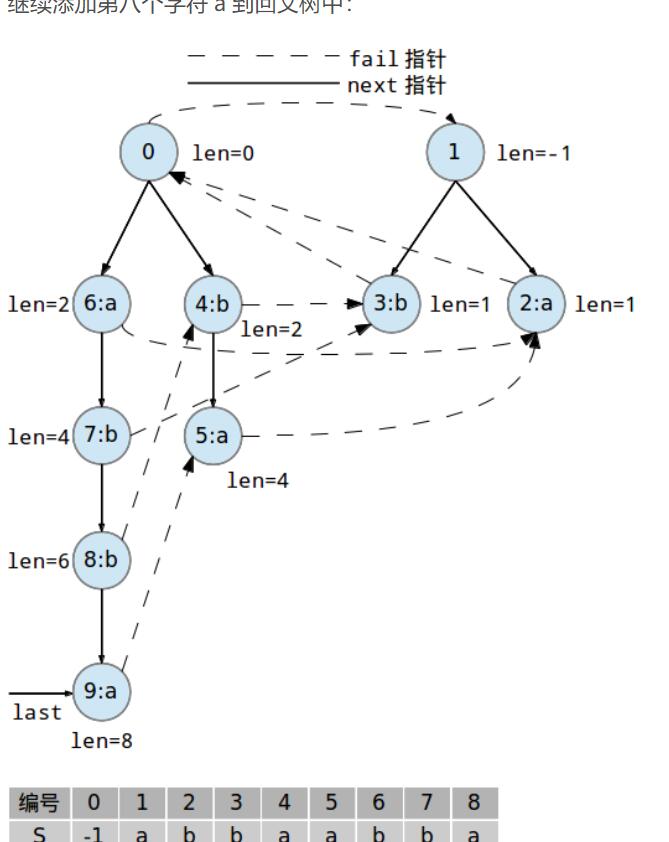 继续添加第八个字符 a 到回文树中：
fail 指针
next 指针
0 len=0 1 len=-1
len=2 6:a 4:b 3:b len=1 2:a len=1
len=2
len=4 7:b 5:a
len=4
len=6 8:b
9:a
last
len=8
编号 0 1 2 3 4 5 6 7 8
S -1 a b b a a b b a